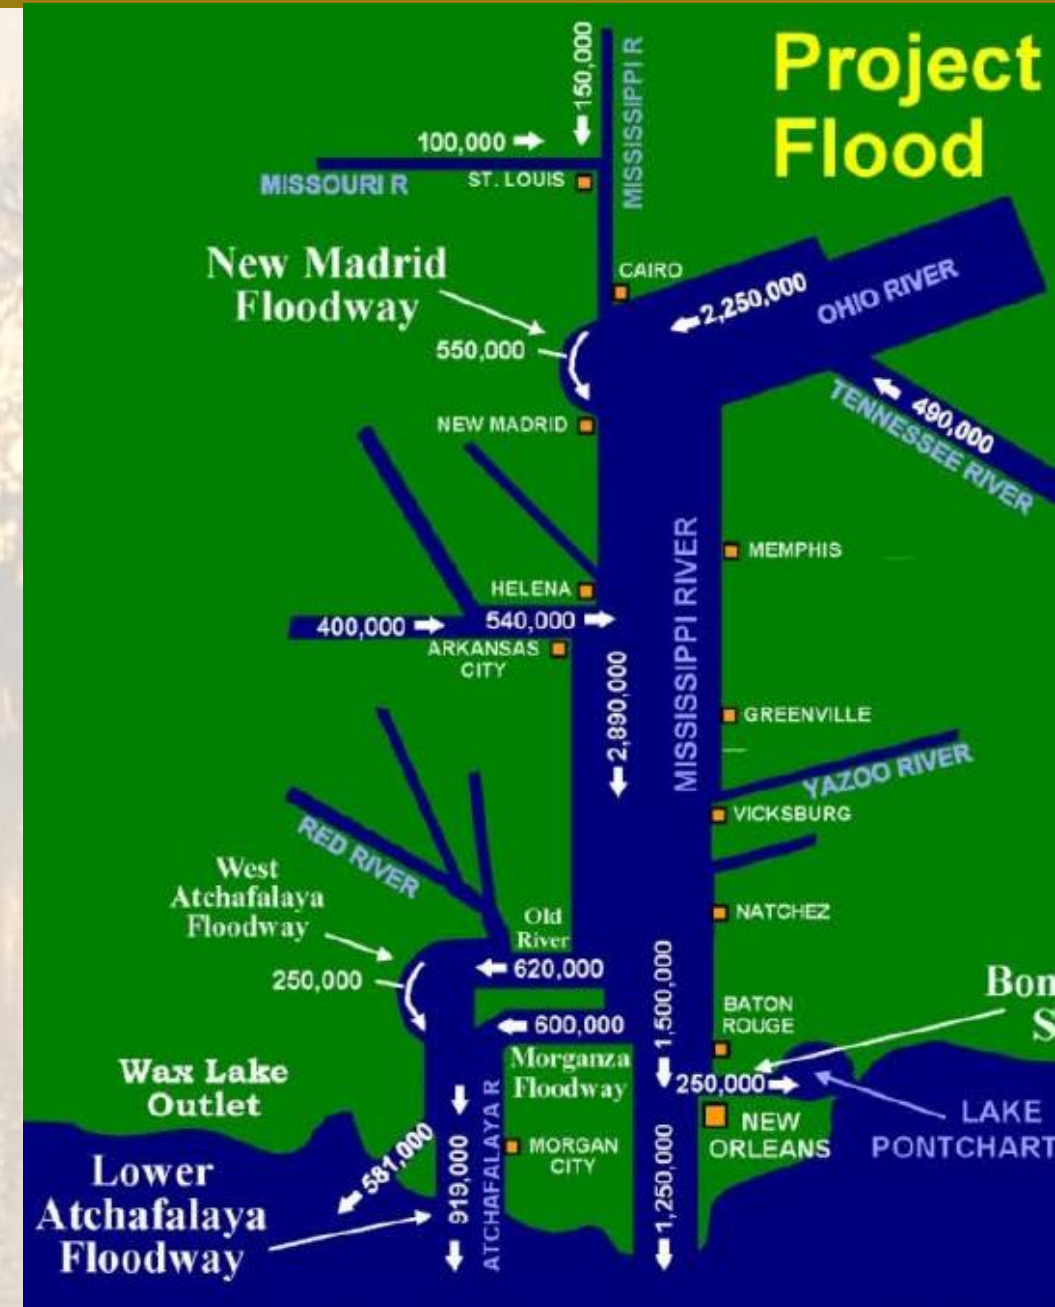 Project
Flood
150,000
MISSISSIPPI R
100,000
MISSOURI R
ST. LOUIS
New Madrid
Floodway
CAIRO
2,250,000
OHIO RIVER
550,000
490,000
TENNESSEE RIVER
NEW MADRID
MISSISSIPPI RIVER
MEMPHIS
HELENA
400,000
540,000
ARKANSAS
CITY
2,890,000
GREENVILLE
YAZOO RIVER
VICKSBURG
RED RIVER
West
Atchafalaya
Floodway
Old
River
NATCHEZ
250,000
620,000
1,500,000
Bon
S
BATON
ROUGE
600,000
Morganza
Floodway
Wax Lake
Outlet
250,000
LAKE
PONTCHART
NEW
ORLEANS
MORGAN
CITY
581,000
919,000
ATCHAFALAYA R
1,250,000
Lower
Atchafalaya
Floodway